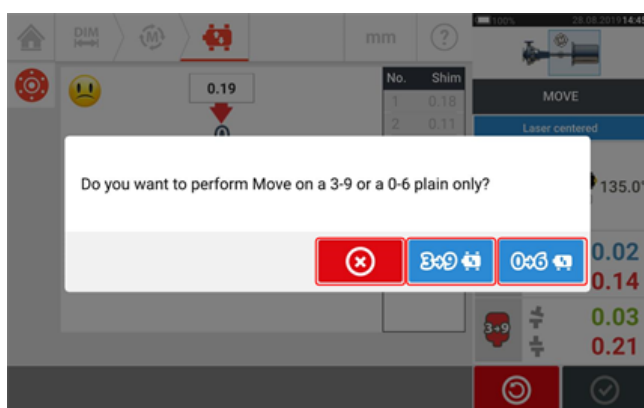 100% 28.08.2019 14:45
DIM
M
mm
?
0.19
No. Shim
1 0.18
2 0.11
MOVE
Laser centered
Do you want to perform Move on a 3-9 or a 0-6 plain only?
135.0°
3+9
0+6
0.02
0.14
3+9
0.03
0.21